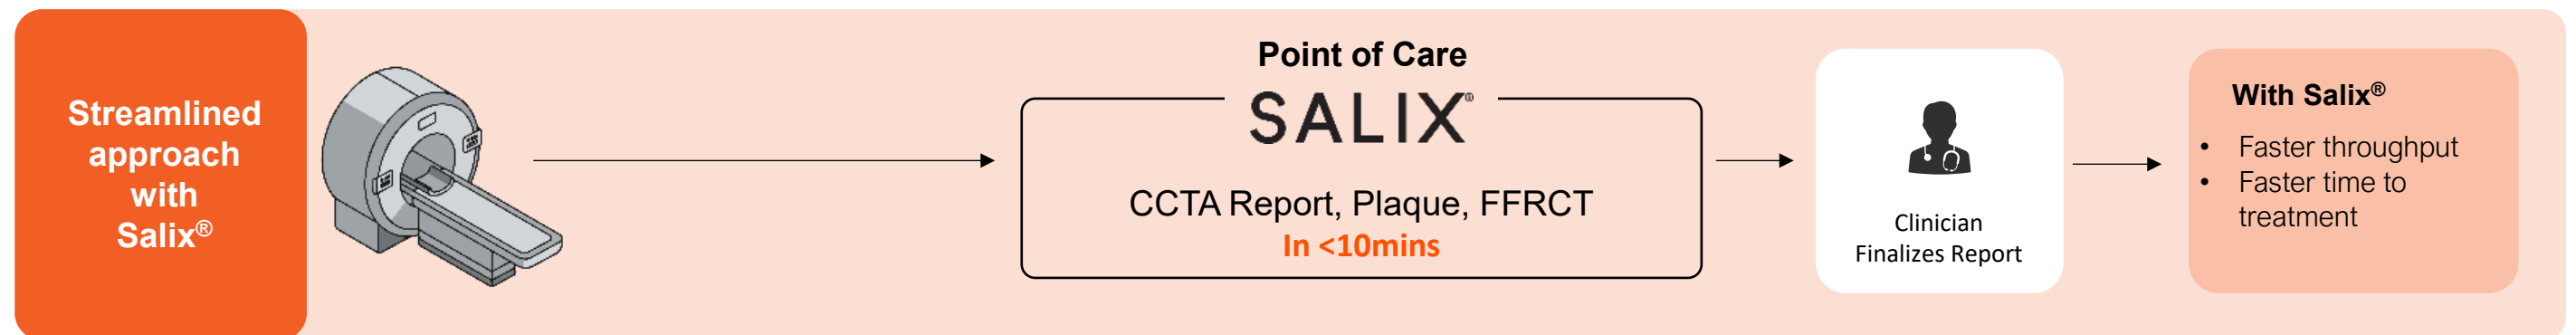 Streamlined
approach
with
Salix®
Point of Care
SALIX®
CCTA Report, Plaque, FFRCT
In <10mins
Clinician
Finalizes Report
With Salix®
• Faster throughput
• Faster time to
treatment